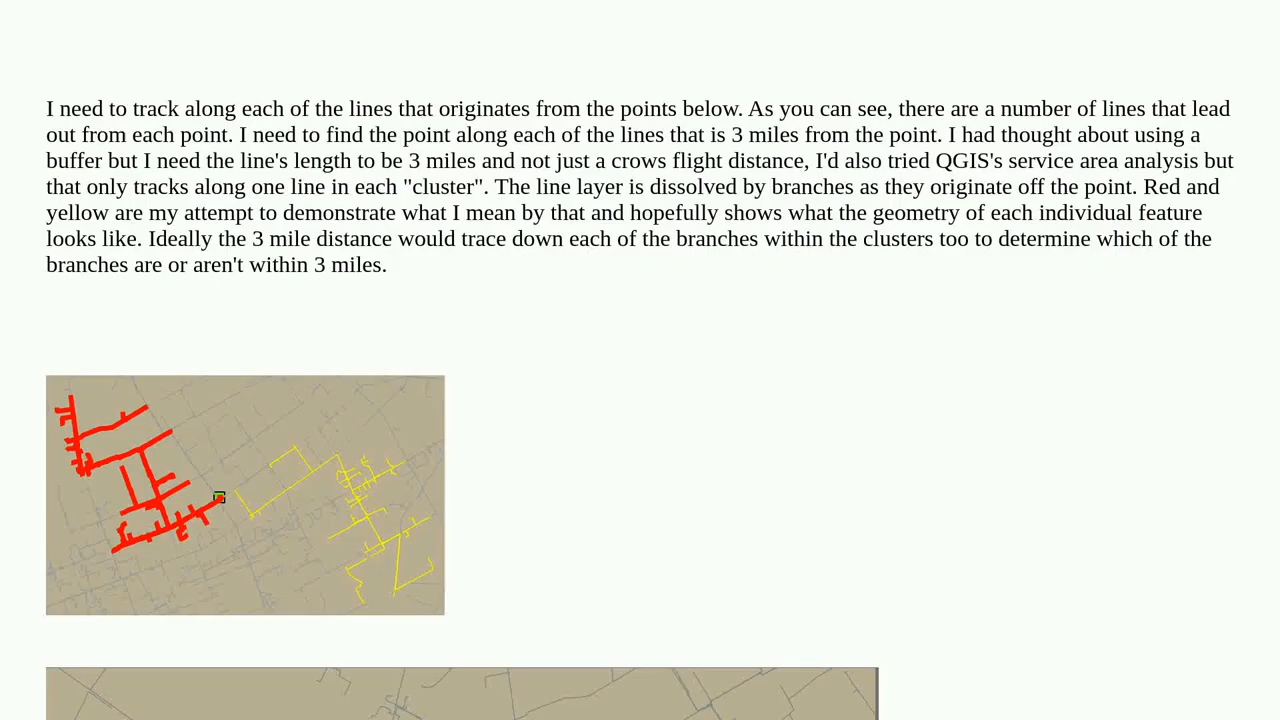 I need to track along each of the lines that originates from the points below. As you can see, there are a number of lines that lead
out from each point. I need to find the point along each of the lines that is 3 miles from the point. I had thought about using a
buffer but I need the line's length to be 3 miles and not just a crows flight distance, I'd also tried QGIS's service area analysis but
that only tracks along one line in each "cluster". The line layer is dissolved by branches as they originate off the point. Red and
yellow are my attempt to demonstrate what I mean by that and hopefully shows what the geometry of each individual feature
looks like. Ideally the 3 mile distance would trace down each of the branches within the clusters too to determine which of the
branches are or aren't within 3 miles.